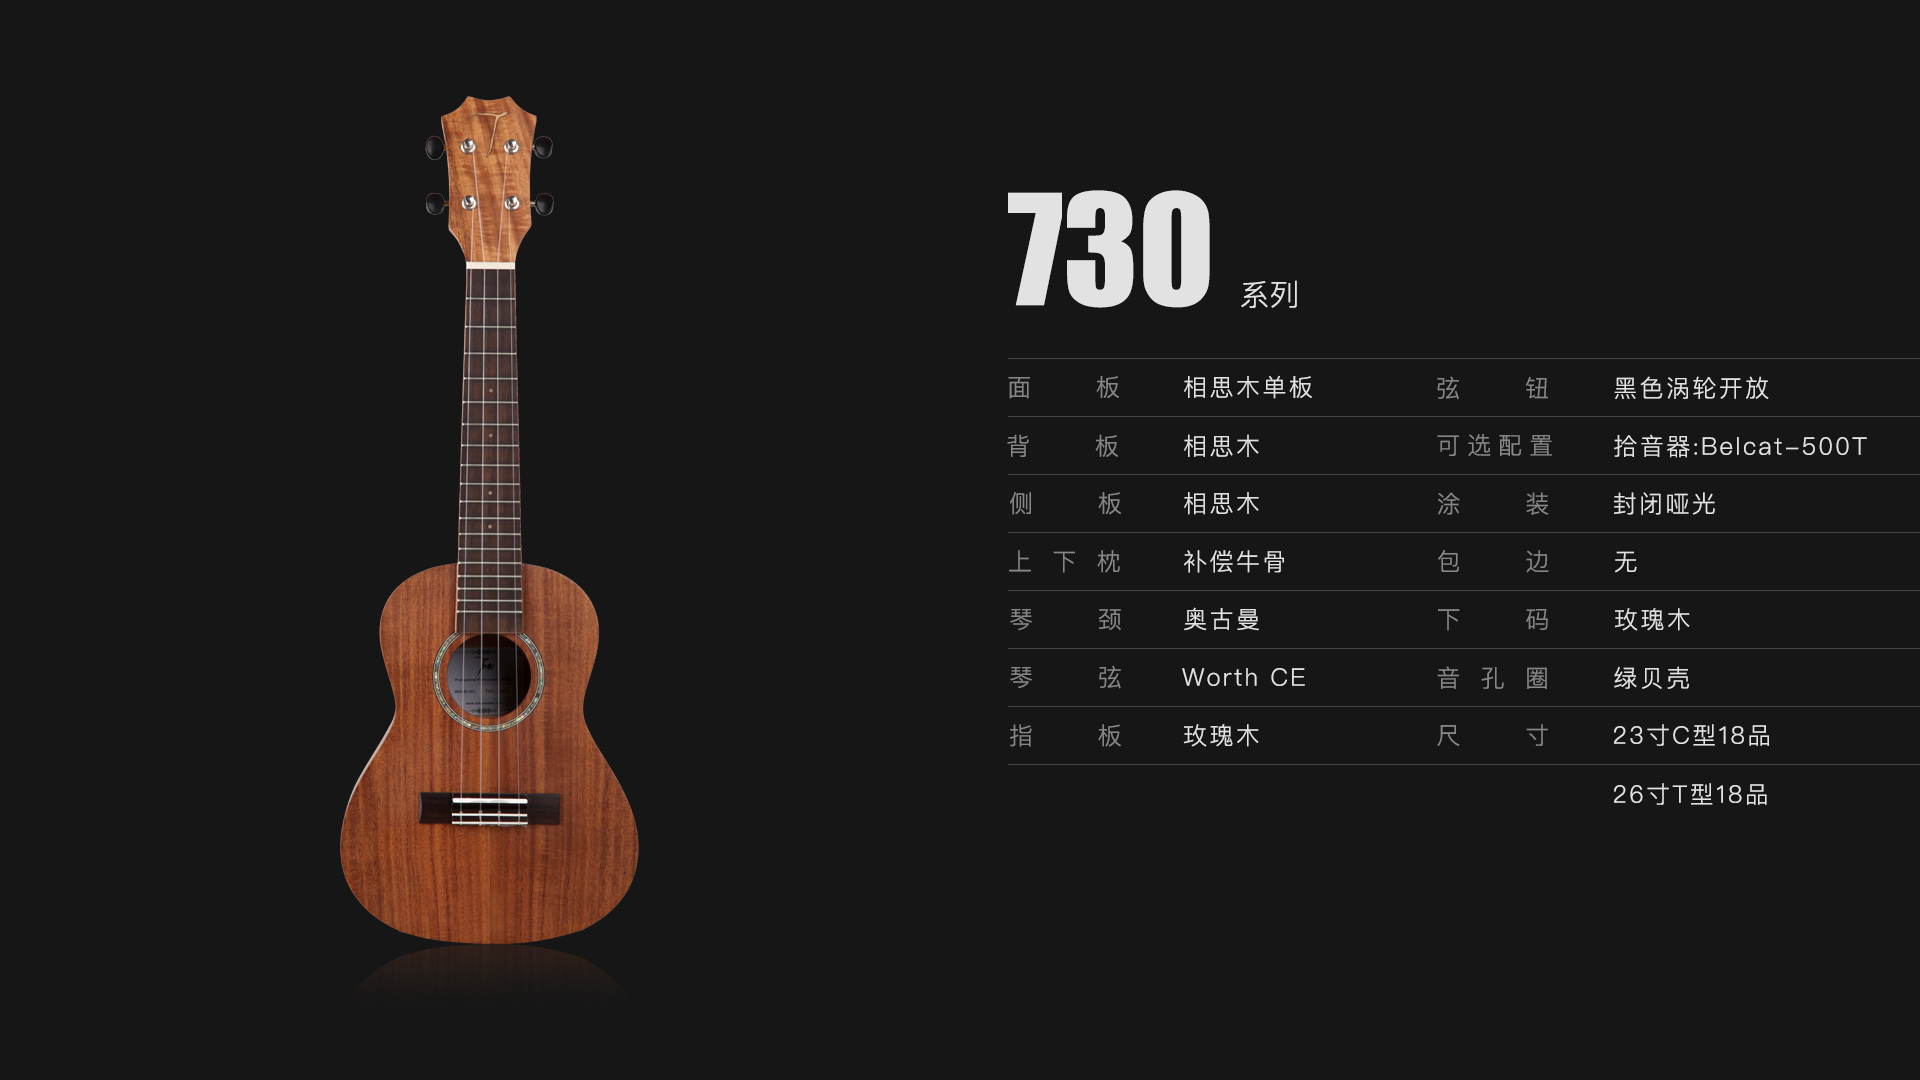 730 系列
面板 相思木单板 弦钮 黑色涡轮开放
背板 相思木 可选配置 拾音器:Belcat-500T
侧板 相思木 涂装 封闭哑光
上下枕 补偿牛骨 包边 无
琴颈 奥古曼 下码 玫瑰木
琴弦 Worth CE 音孔圈 绿贝壳
指板 玫瑰木 尺寸 23寸C型18品
26寸T型18品